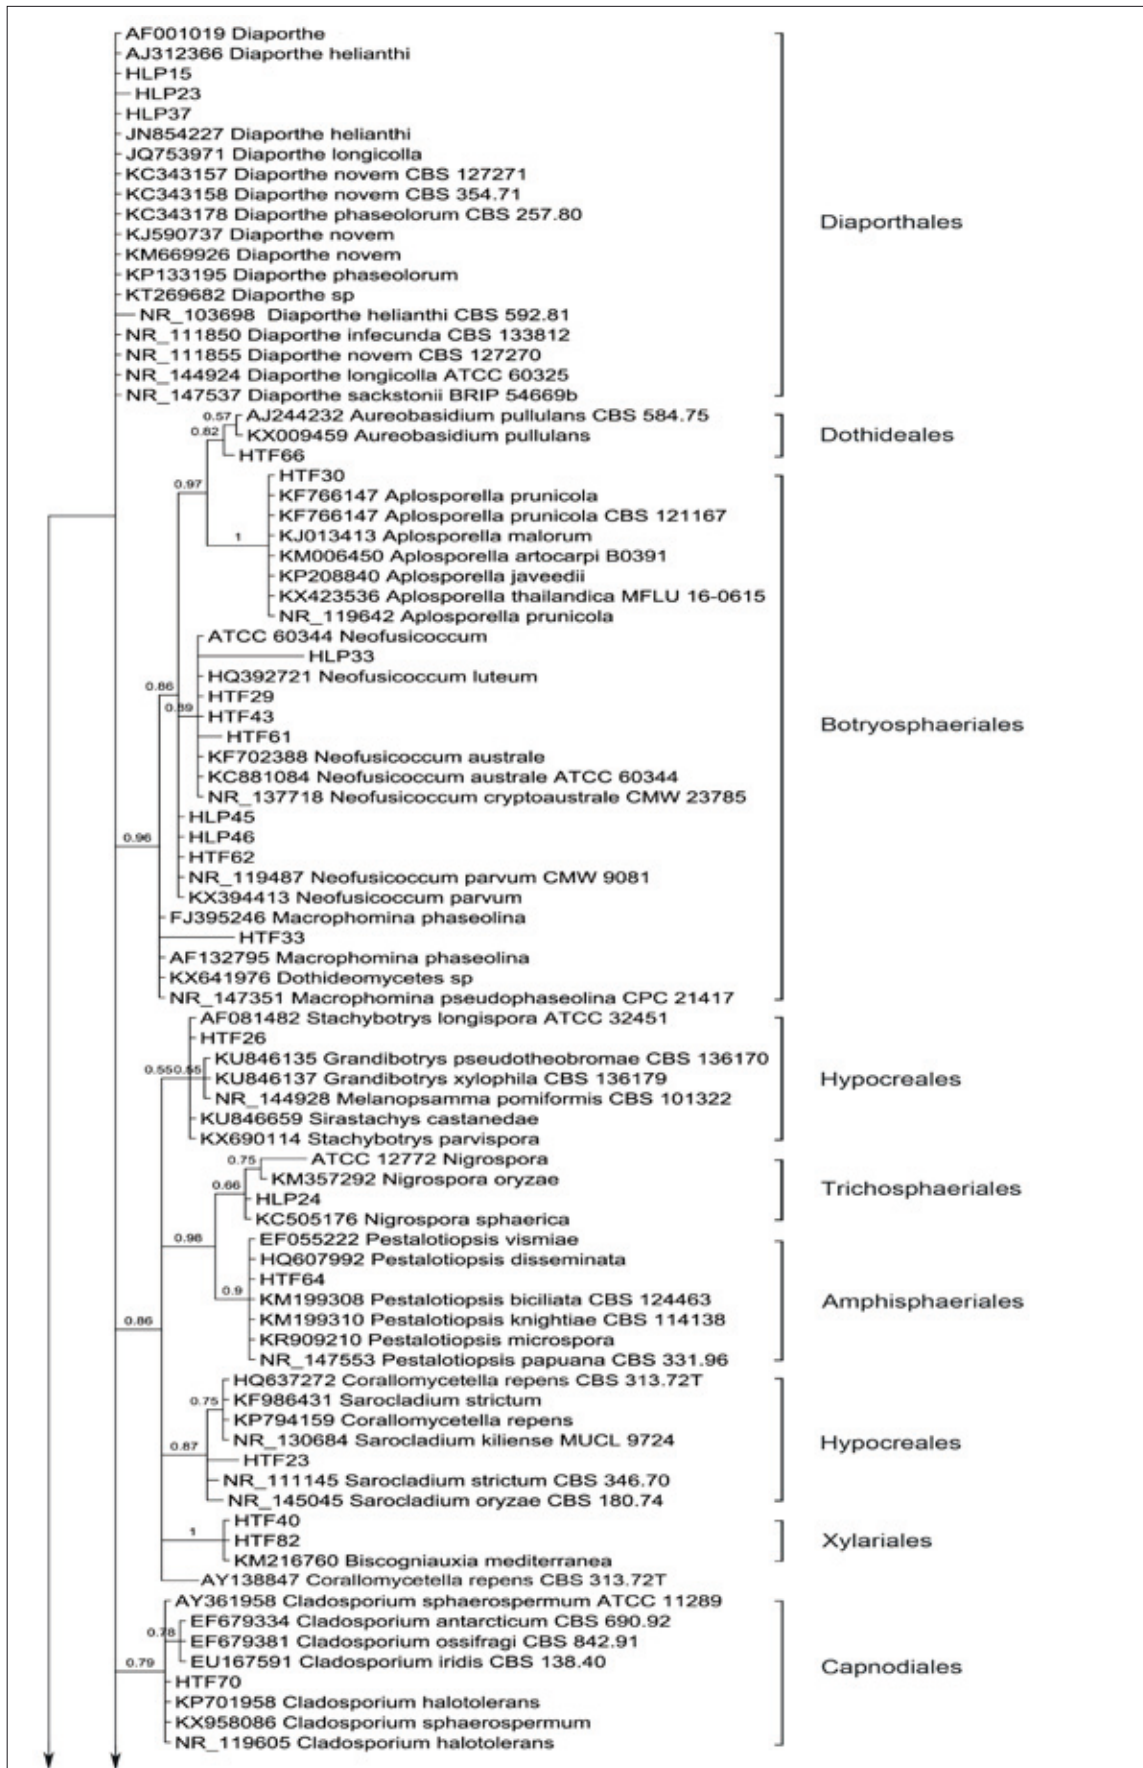 AF001019 Diaporthe
AJ312366 Diaporthe helianthi
HLP15
HLP23
HLP37
JN854227 Diaporthe helianthi
JQ753971 Diaporthe longicolla
KC343157 Diaporthe novem CBS 127271
KC343158 Diaporthe novem CBS 354.71
KC343178 Diaporthe phaseolorum CBS 257.80
Diaporthales
KJ590737 Diaporthe novem
KM669926 Diaporthe novem
KP133195 Diaporthe phaseolorum
KT269682 Diaporthe sp
NR_103698 Diaporthe helianthi CBS 592.81
NR_111850 Diaporthe infecunda CBS 133812
NR_111855 Diaporthe novem CBS 127270
NR_144924 Diaporthe longicolla ATCC 60325
NR_147537 Diaporthe sackstonii BRIP 54669b
0.57
AJ244232 Aureobasidium pullulans CBS 584.75
0.82
KX009459 Aureobasidium pullulans
Dothideales
HTF66
HTF30
0.97
KF766147 Aplosporella prunicola
KF766147 Aplosporella prunicola CBS 121167
1
KJ013413 Aplosporella malorum
KM006450 Aplosporella artocarpi B0391
KP208840 Aplosporella javeedii
KX423536 Aplosporella thailandica MFLU 16-0615
NR_119642 Aplosporella prunicola
ATCC 60344 Neofusicoccum
HLP33
HQ392721 Neofusicoccum luteum
0.86
HTF29
0.89
HTF43
Botryosphaeriales
HTF61
KF702388 Neofusicoccum australe
KC881084 Neofusicoccum australe ATCC 60344
NR_137718 Neofusicoccum cryptoaustrale CMW 23785
HLP45
0.96
HLP46
HTF62
NR_119487 Neofusicoccum parvum CMW 9081
KX394413 Neofusicoccum parvum
FJ395246 Macrophomina phaseolina
HTF33
AF132795 Macrophomina phaseolina
KX641976 Dothideomycetes sp
NR_147351 Macrophomina pseudophaseolina CPC 21417
AF081482 Stachybotrys longispora ATCC 32451
HTF26
KU846135 Grandibotrys pseudotheobromae CBS 136170
0.55
0.55
KU846137 Grandibotrys xylophila CBS 136179
Hypocreales
NR_144928 Melanopsamma pomiformis CBS 101322
KU846659 Sirastachys castanedae
KX690114 Stachybotrys parvispora
0.75
ATCC 12772 Nigrospora
KM357292 Nigrospora oryzae
0.66
Trichosphaeriales
HLP24
KC505176 Nigrospora sphaerica
0.98
EF055222 Pestalotiopsis vismiae
HQ607992 Pestalotiopsis disseminata
HTF64
0.9
KM199308 Pestalotiopsis biciliata CBS 124463
Amphisphaeriales
KM199310 Pestalotiopsis knightiae CBS 114138
0.86
KR909210 Pestalotiopsis microspora
NR_147553 Pestalotiopsis papuana CBS 331.96
HQ637272 Corallomycetella repens CBS 313.72T
0.75
KF986431 Sarocladium strictum
KP794159 Corallomycetella repens
0.87
NR_130684 Sarocladium kiliense MUCL 9724
Hypocreales
HTF23
NR_111145 Sarocladium strictum CBS 346.70
NR_145045 Sarocladium oryzae CBS 180.74
HTF40
1
HTF82
Xylariales
KM216760 Biscogniauxia mediterranea
AY138847 Corallomycetella repens CBS 313.72T
AY361958 Cladosporium sphaerospermum ATCC 11289
EF679334 Cladosporium antarcticum CBS 690.92
0.78
EF679381 Cladosporium ossifragi CBS 842.91
EU167591 Cladosporium iridis CBS 138.40
0.79
Capnodiales
HTF70
KP701958 Cladosporium halotolerans
KX958086 Cladosporium sphaerospermum
NR_119605 Cladosporium halotolerans